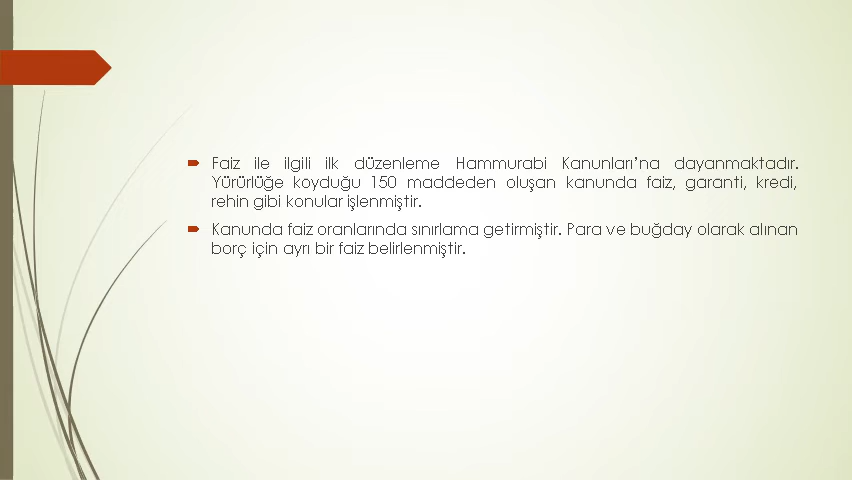 Faiz ile ilgili ilk düzenleme Hammurabi Kanunları’na dayanmaktadır.
Yürürlüğe koyduğu 150 maddeden oluşan kanunda faiz, garanti, kredi,
rehin gibi konular işlenmiştir.
Kanunda faiz oranlarında sınırlama getirmiştir. Para ve buğday olarak alınan
borç için ayrı bir faiz belirlenmiştir.